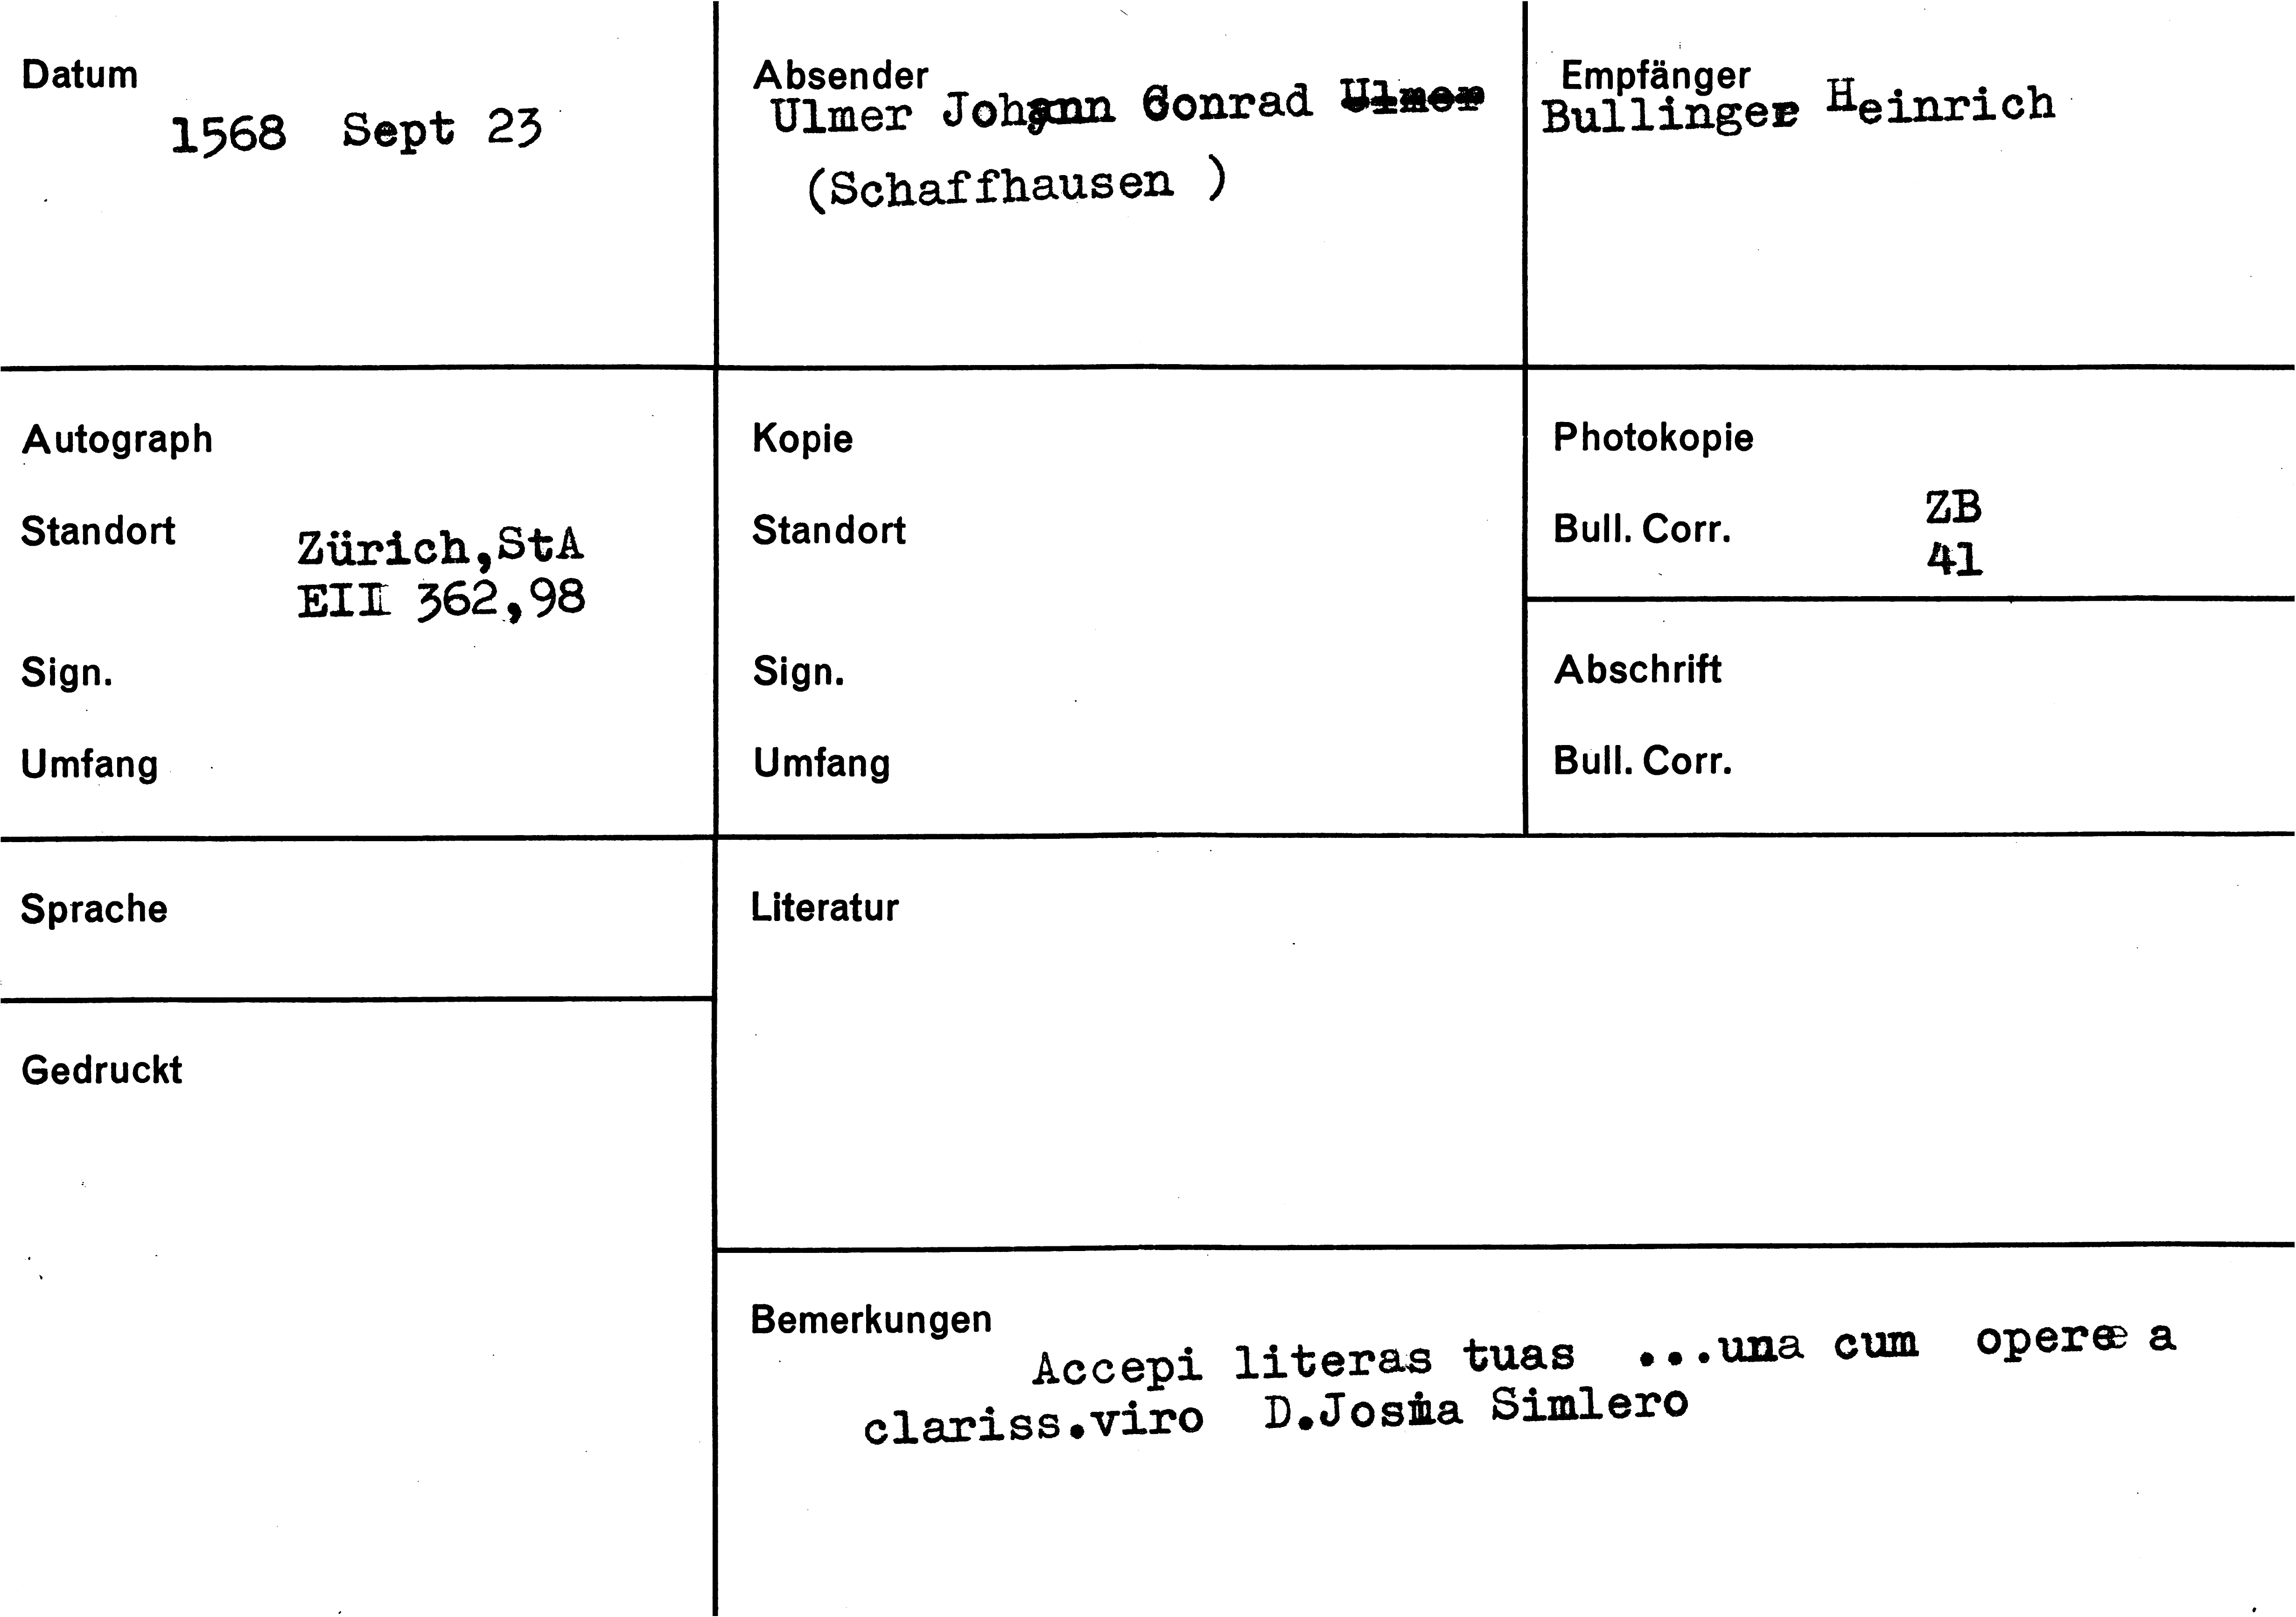 Datum
1568 Sept 23
Absender
Ulmer Johann Conrad Ulmer
(Schaffhausen )
Empfänger
Bullinger Heinrich
Autograph
Standort
Zürich,StA
EII 362,98
Sign.
Umfang
Kopie
Standort
Sign.
Umfang
Photokopie
Bull. Corr.
ZB
41
Abschrift
Bull. Corr.
Sprache
Literatur
Gedruckt
Bemerkungen
Accepi literas tuas ...una cum opere a
clariss.viro D.Josia Simlero